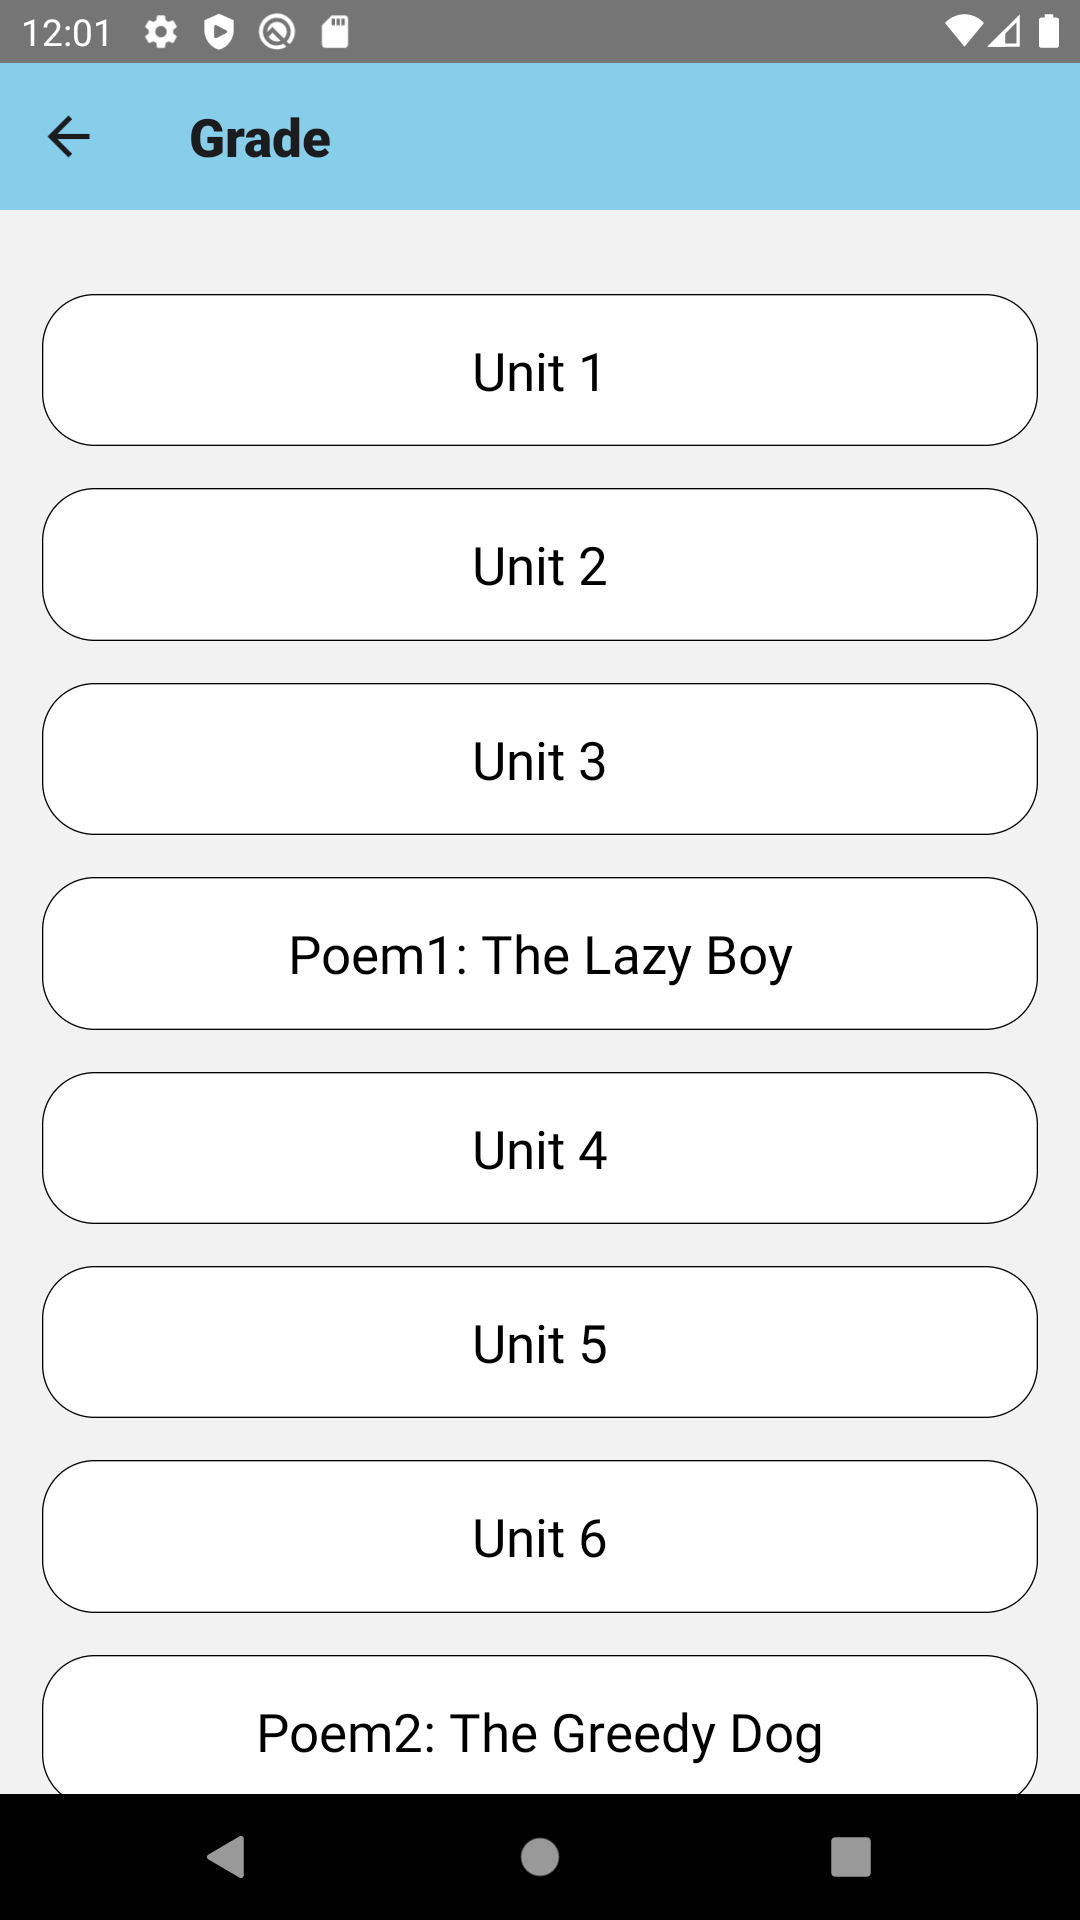 12:01
Grade
Unit 1
Unit 2
Unit 3
Poem1: The Lazy Boy
Unit 4
Unit 5
Unit 6
Poem2: The Greedy Dog